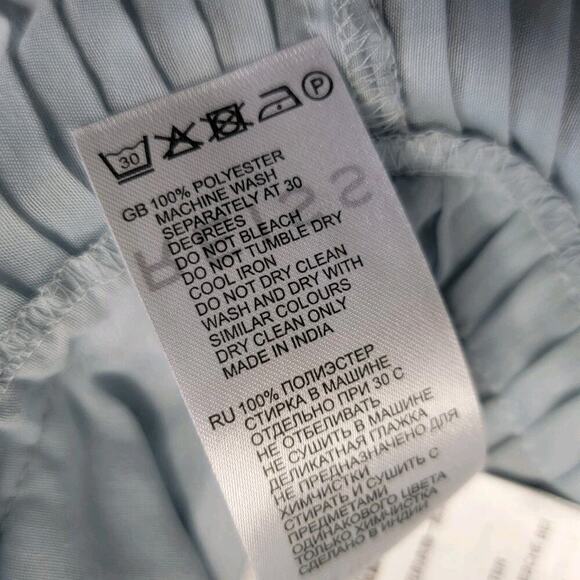 30
P
GB 100% POLYESTER
MACHINE WASH
SEPARATELY AT 30
DEGREES
DO NOT BLEACH
DO NOT TUMBLE DRY
COOL IRON
DO NOT DRY CLEAN
WASH AND DRY WITH
SIMILAR COLOURS
DRY CLEAN ONLY
MADE IN INDIA
RU 100% ПОЛИЭСТЕР
СТИРКА В МАШИНЕ
ОТДЕЛЬНО ПРИ 30 С
НЕ ОТБЕЛИВАТЬ
НЕ СУШИТЬ В МАШИНЕ
ДЕЛИКАТНАЯ ГЛАЖКА
НЕ ПРЕДНАЗНАЧЕНО ДЛЯ
ХИМЧИСТКИ
СТИРАТЬ И СУШИТЬ С
ПРЕДМЕТАМИ
ОДИНАКОВОГО ЦВЕТА
ТОЛЬКО ХИМЧИСТКА
СДЕЛАНО В ИНДИИ